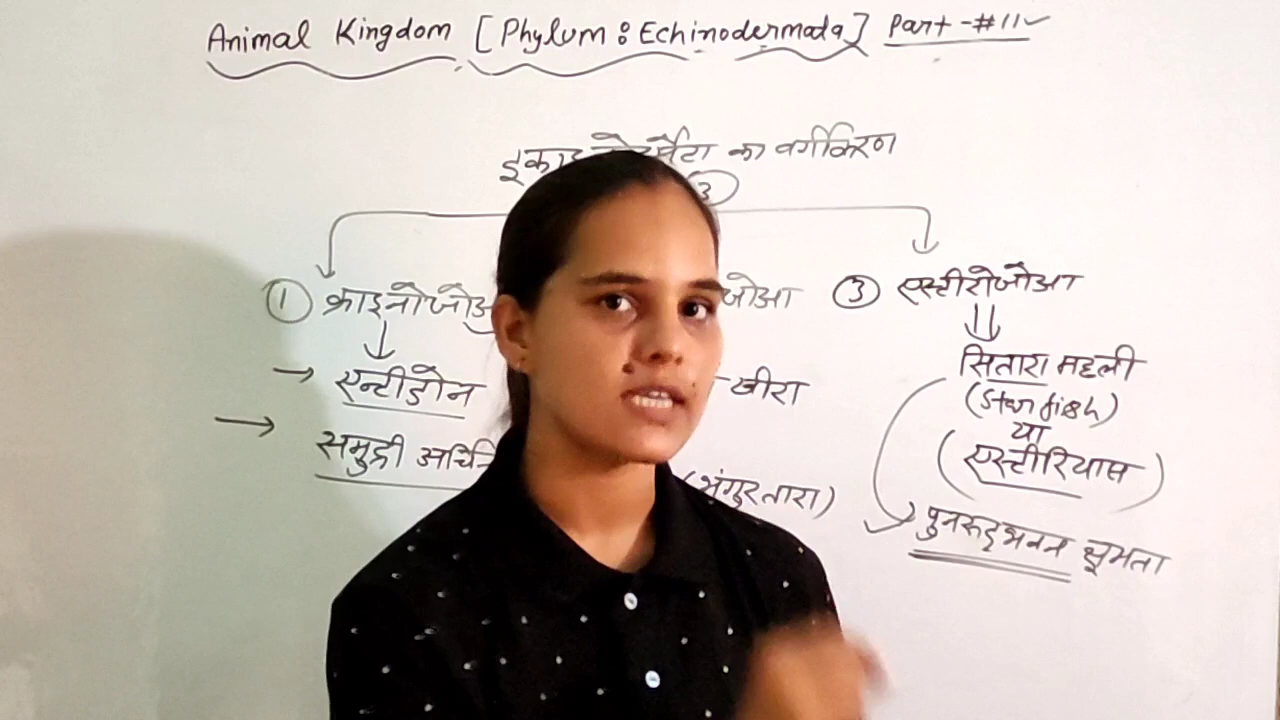 Animal Kingdom [Phylum : Echinodermata] Part-#11
का वर्गीकरण
3
① क्राइनोजोअ
जोआ
③ एस्टीरोजोआ
→ एन्टीडोन
खीरा
सितारा मछली
(Star fish)
या
(एस्टीरियास)
→ समुद्री
(भंगुरतारा)
पुनरूद्भवन क्षमता